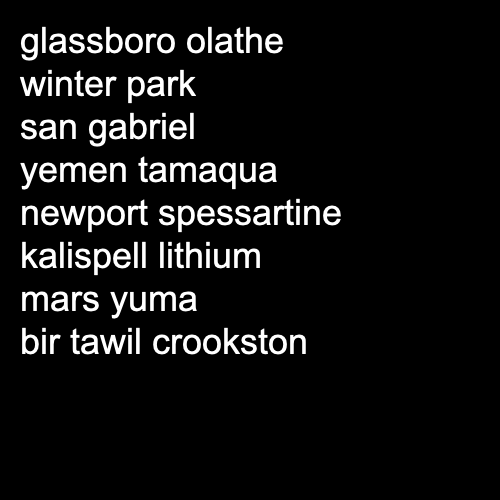 glassboro olathe
winter park
san gabriel
yemen tamaqua
newport spessartine
kalispell lithium
mars yuma
bir tawil crookston